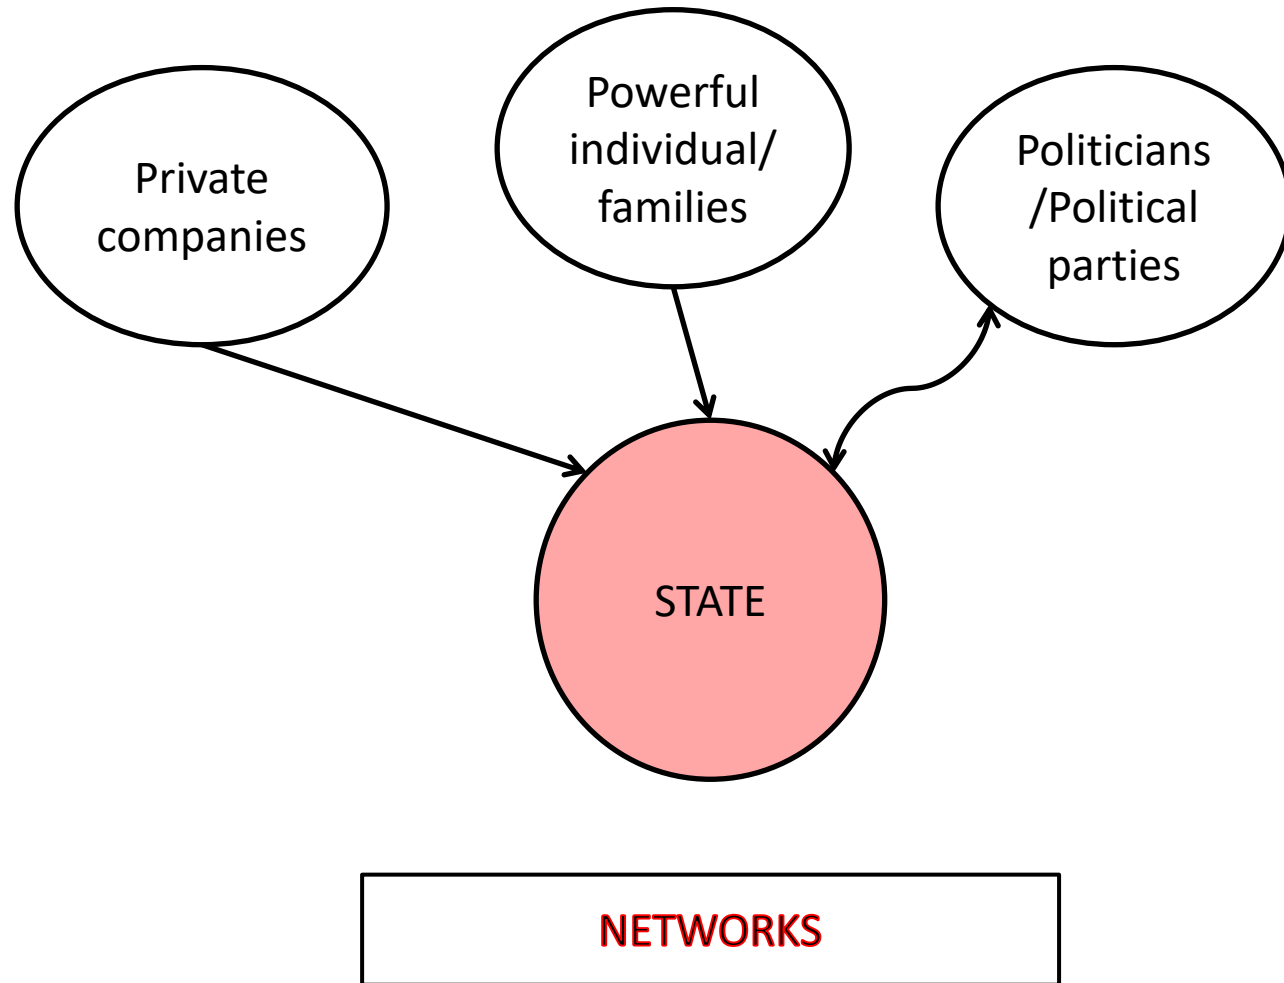 Private
companies
Powerful
individual/
families
Politicians
/Political
parties
STATE
NETWORKS